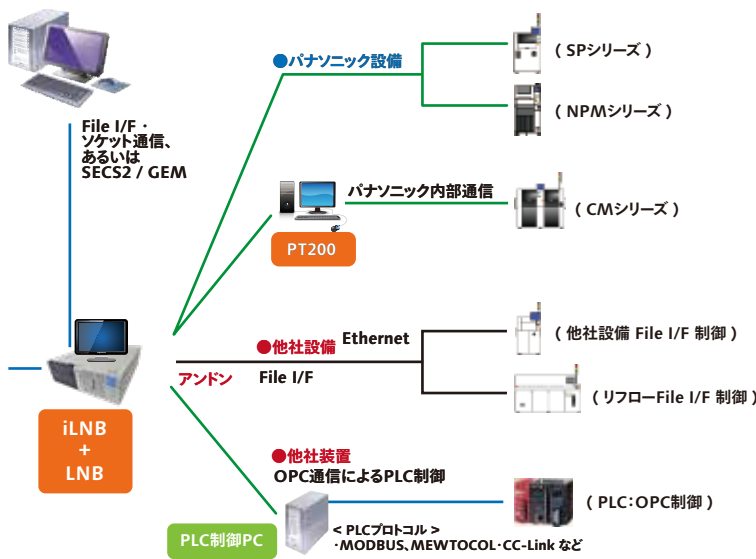 ●パナソニック設備
( SPシリーズ )
( NPMシリーズ )
File I/F ・
ソケット通信、
あるいは
SECS2 / GEM
パナソニック内部通信
( CMシリーズ )
PT200
●他社設備 Ethernet
( 他社設備 File I/F 制御 )
アンドン File I/F
( リフローFile I/F 制御 )
iLNB
+
LNB
●他社装置
OPC通信によるPLC制御
( PLC:OPC制御 )
PLC制御PC
< PLCプロトコル >
･MODBUS、MEWTOCOL･CC-Link など